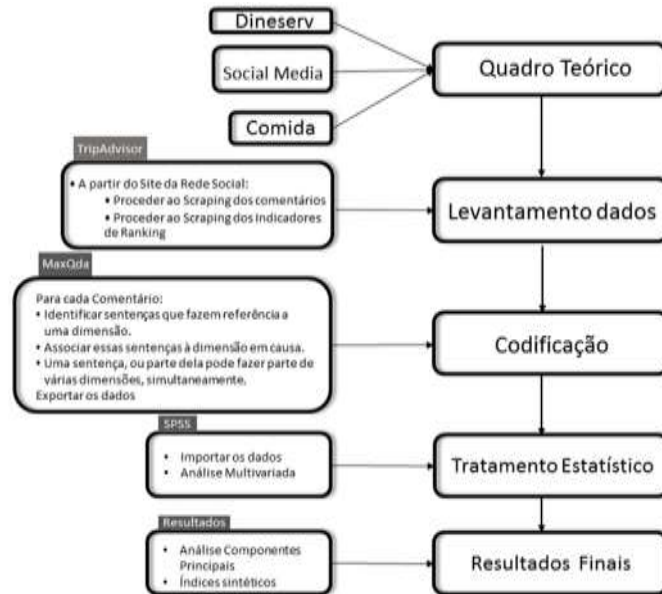 Dineserv
Social Media
Comida
Quadro Teórico
TripAdvisor
• A partir do Site da Rede Social:
• Proceder ao Scraping dos comentários
• Proceder ao Scraping dos Indicadores
de Ranking
Levantamento dados
MaxQda
Para cada Comentário:
• Identificar sentenças que fazem referência a
uma dimensão.
• Associar essas sentenças à dimensão em causa.
• Uma sentença, ou parte dela pode fazer parte de
várias dimensões, simultaneamente.
Exportar os dados
Codificação
SPSS
• Importar os dados
• Análise Multivariada
Tratamento Estatístico
Resultados
• Análise Componentes
Principais
• Índices sintéticos
Resultados Finais